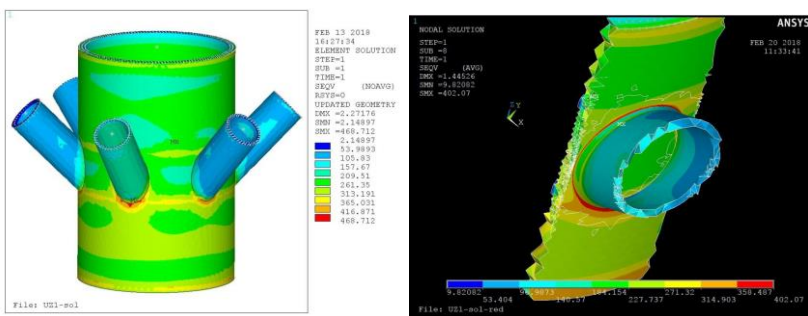 1
FEB 13 2018
16:27:34
ELEMENT SOLUTION
STEP=1
SUB =1
TIME=1
SEQV (NOAVG)
RSYS=0
UPDATED GEOMETRY
DMX =2.27176
SMN =2.14897
SMX =468.712
2.14897
53.9893
105.83
157.67
209.51
261.35
313.191
365.031
416.871
468.712
File: UZ1-sol
1
NODAL SOLUTION
STEP=1
SUB =8
TIME=1
SEQV (AVG)
DMX =1.44526
SMN =9.82082
SMX =402.07
ANSYS
FEB 20 2018
11:33:41
Y
X
MX
9.82082
53.404
96.9873
140.57
184.154
227.737
271.32
314.903
358.487
402.07
File: UZ1-sol-red